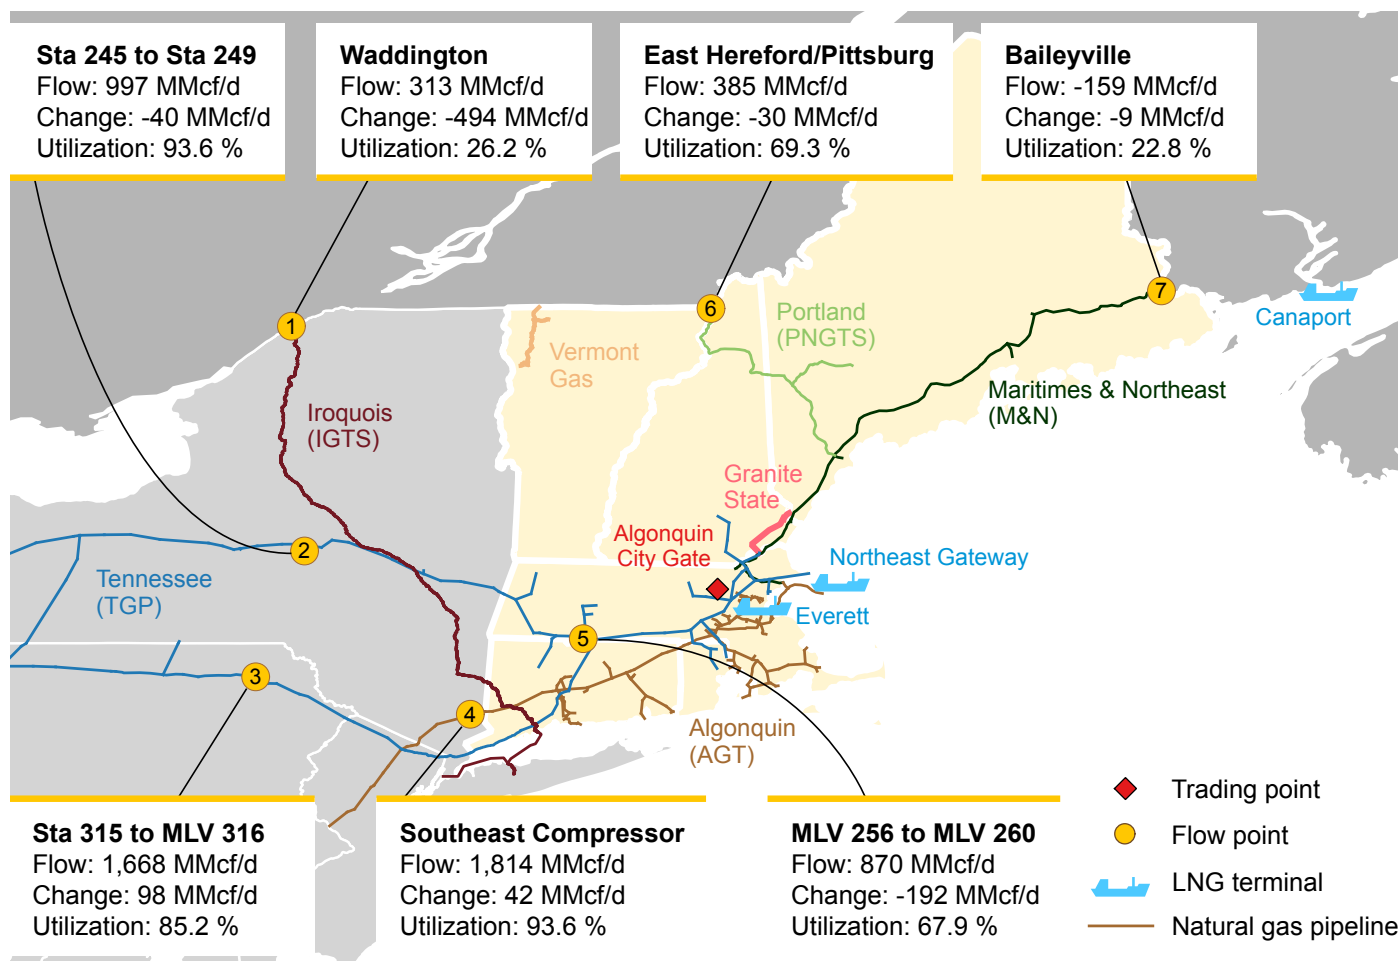 Sta 245 to Sta 249
Flow: 997 MMcf/d
Change: -40 MMcf/d
Utilization: 93.6 %
Waddington
Flow: 313 MMcf/d
Change: -494 MMcf/d
Utilization: 26.2 %
East Hereford/Pittsburg
Flow: 385 MMcf/d
Change: -30 MMcf/d
Utilization: 69.3 %
Baileyville
Flow: -159 MMcf/d
Change: -9 MMcf/d
Utilization: 22.8 %
7
6
1
Canaport
Portland
(PNGTS)
Vermont
Gas
Maritimes & Northeast
(M&N)
Iroquois
(IGTS)
Granite
State
Algonquin
City Gate
2
Northeast Gateway
Tennessee
(TGP)
Everett
5
3
4
Algonquin
(AGT)
Sta 315 to MLV 316
Flow: 1,668 MMcf/d
Change: 98 MMcf/d
Utilization: 85.2 %
Southeast Compressor
Flow: 1,814 MMcf/d
Change: 42 MMcf/d
Utilization: 93.6 %
MLV 256 to MLV 260
Flow: 870 MMcf/d
Change: -192 MMcf/d
Utilization: 67.9 %
Trading point
Flow point
LNG terminal
Natural gas pipeline